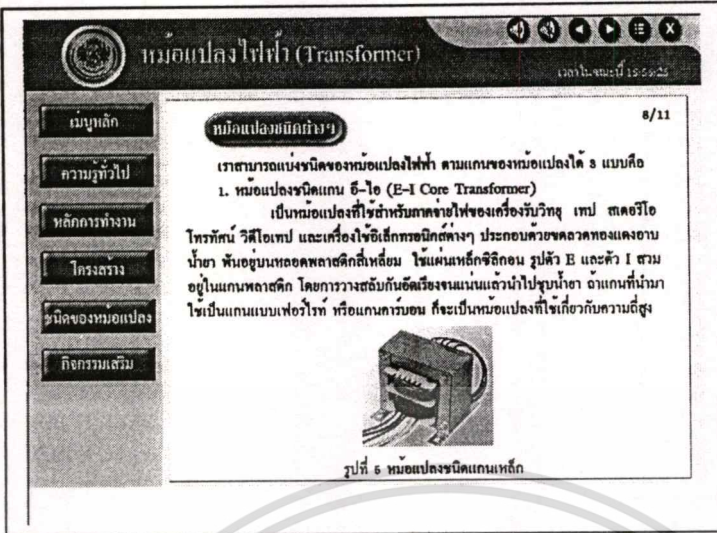 หม้อแปลงไฟฟ้า (Transformer)
เวลาในขณะนี้ 15:56:25
เมนูหลัก
ความรู้ทั่วไป
หลักการทำงาน
โครงสร้าง
ชนิดของหม้อแปลง
กิจกรรมเสริม
8/11
หม้อแปลงชนิดต่างๆ
เราสามารถแบ่งชนิดของหม้อแปลงไฟฟ้า ตามแกนของหม้อแปลงได้ 3 แบบคือ
1. หม้อแปลงชนิดแกน อี-ไอ (E-I Core Transformer)
เป็นหม้อแปลงที่ใช้สำหรับภาคจ่ายไฟของเครื่องรับวิทยุ เทป สเตอริโอ
โทรทัศน์ วีดีโอเทป และเครื่องใช้อิเล็กทรอนิกส์ต่างๆ ประกอบด้วยขดลวดทองแดงอาบ
น้ำยา พันอยู่บนหลอดพลาสติกสี่เหลี่ยม ใช้แผ่นเหล็กซิลิกอน รูปตัว E และตัว I สวม
อยู่ในแกนพลาสติก โดยการวางสลับกันอัดเรียงจนแน่นแล้วนำไปชุบน้ำยา ถ้าแกนที่นำมา
ใช้เป็นแกนแบบเฟอร์ไรท์ หรือแกนคาร์บอน ก็จะเป็นหม้อแปลงที่ใช้เกี่ยวกับความถี่สูง
รูปที่ 5 หม้อแปลงชนิดแกนเหล็ก